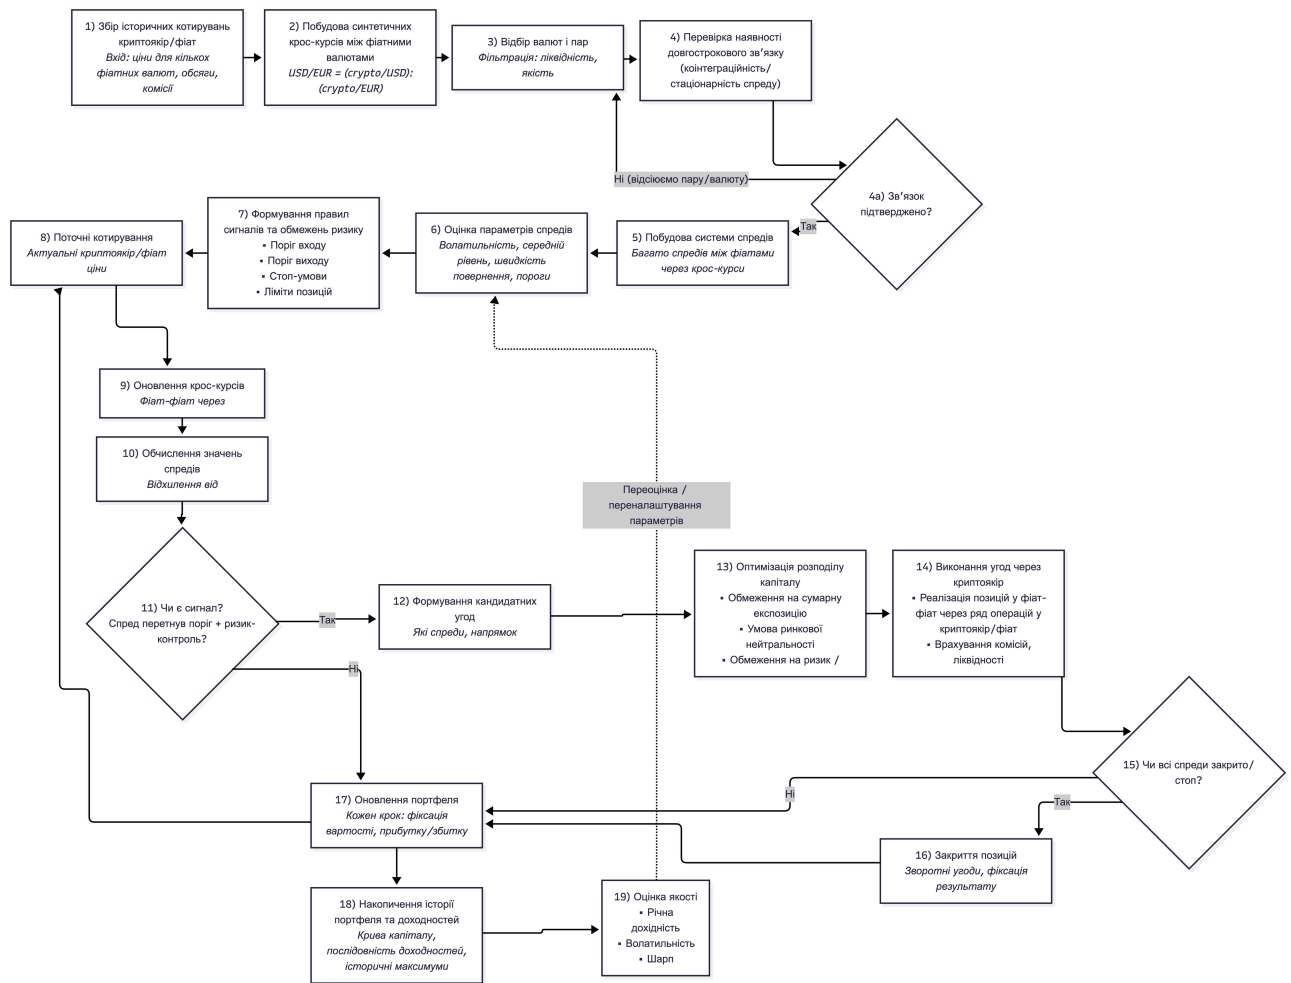 1) Збір історичних котирувань
криптоякір/фіат
Вхід: ціни для кількох
фіатних валют, обсяги,
комісії
2) Побудова синтетичних
крос-курсів між фіатними
валютами
USD/EUR = (crypto/USD):
(crypto/EUR)
3) Відбір валют і пар
Фільтрація: ліквідність,
якість
4) Перевірка наявності
довгострокового зв’язку
(коінтеграційність/
стаціонарність спреду)
Ні (відсіюємо пару/валюту)
4a) Зв’язок
підтверджено?
Так
5) Побудова системи спредів
Багато спредів між фіатами
через крос-курси
6) Оцінка параметрів спредів
Волатильність, середній
рівень, швидкість
повернення, пороги
7) Формування правил
сигналів та обмежень ризику
▪ Поріг входу
▪ Поріг виходу
▪ Стоп-умови
▪ Ліміти позицій
8) Поточні котирування
Актуальні криптоякір/фіат
ціни
9) Оновлення крос-курсів
Фіат-фіат через
10) Обчислення значень
спредів
Відхилення від
Переоцінка /
переналаштування
параметрів
11) Чи є сигнал?
Спред перетнув поріг + ризик-
контроль?
Так
Ні
12) Формування кандидатних
угод
Які спреди, напрямок
13) Оптимізація розподілу
капіталу
▪ Обмеження на сумарну
експозицію
▪ Умова ринкової
нейтральності
▪ Обмеження на ризик /
14) Виконання угод через
криптоякір
▪ Реалізація позицій у фіат-
фіат через ряд операцій у
криптоякір/фіат
▪ Врахування комісій,
ліквідності
15) Чи всі спреди закрито/
стоп?
Ні
Так
16) Закриття позицій
Зворотні угоди, фіксація
результату
17) Оновлення портфеля
Кожен крок: фіксація
вартості, прибутку/збитку
18) Накопичення історії
портфеля та доходностей
Крива капіталу,
послідовність доходностей,
історичні максимуми
19) Оцінка якості
▪ Річна
дохідність
▪ Волатильність
▪ Шарп